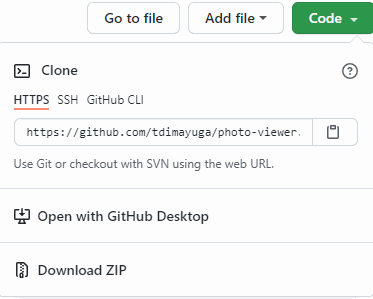 Go to file Add file Code
Clone
HTTPS SSH GitHub CLI
https://github.com/tdimayuga/photo-viewer.
Use Git or checkout with SVN using the web URL.
Open with GitHub Desktop
Download ZIP